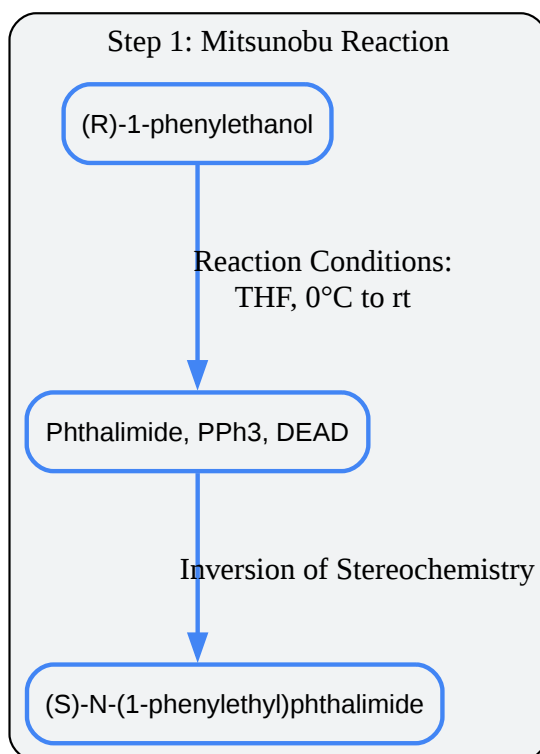 Step 1: Mitsunobu Reaction
(R)-1-phenylethanol
Reaction Conditions:
THF, 0°C to rt
Phthalimide, PPh3, DEAD
Inversion of Stereochemistry
(S)-N-(1-phenylethyl)phthalimide